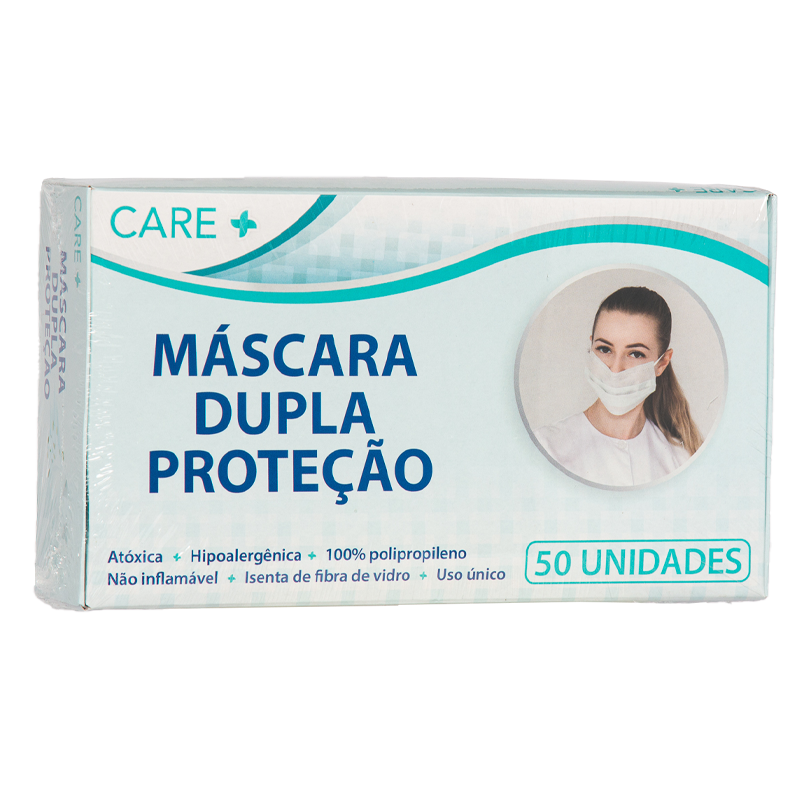 CARE +
MÁSCARA
DUPLA
PROTEÇÃO
Atóxica + Hipoalergênica + 100% polipropileno
Não inflamável + Isenta de fibra de vidro + Uso único
50 UNIDADES
CARE +
MÁSCARA
DUPLA
PROTEÇÃO
CARE +